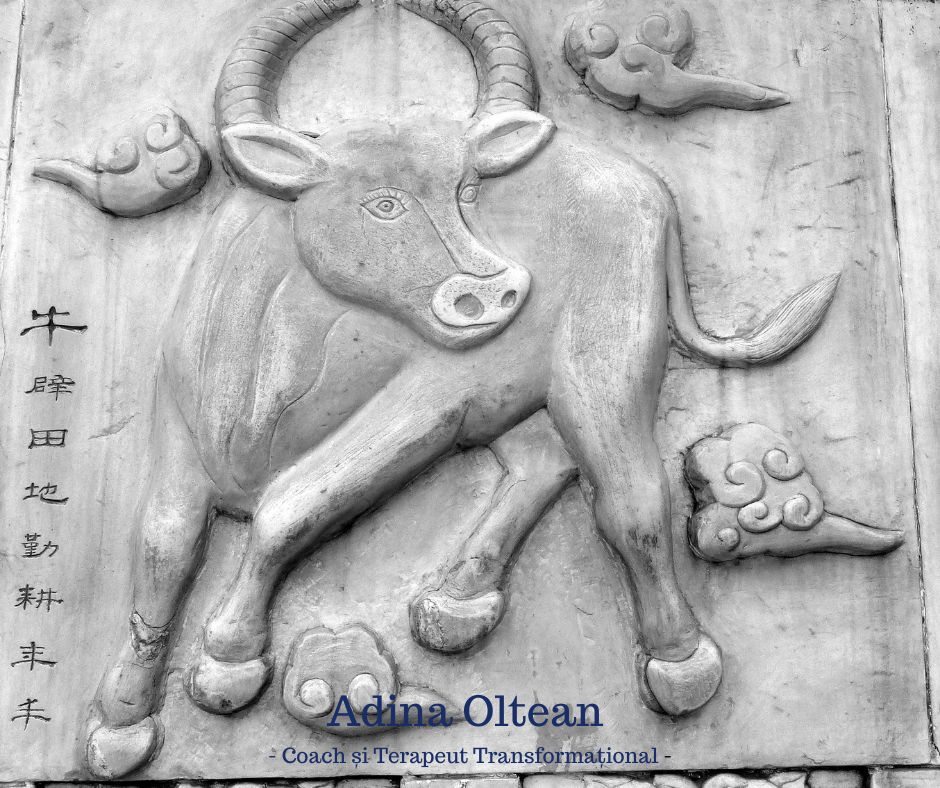 牛辟田地勤耕丰年
Adina Oltean
- Coach și Terapeut Transformațional -